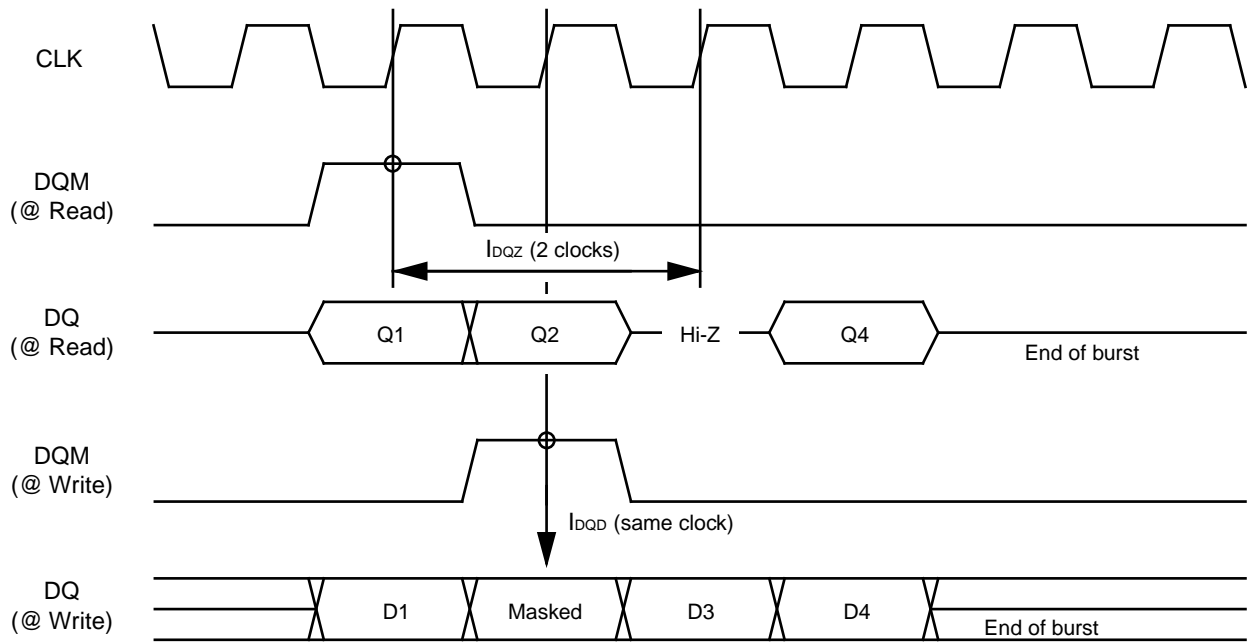 CLK
DQM
(@ Read)
IDQZ (2 clocks)
DQ
(@ Read)
Q1
Q2
Hi-Z
Q4
End of burst
DQM
(@ Write)
IDQD (same clock)
DQ
(@ Write)
D1
Masked
D3
D4
End of burst